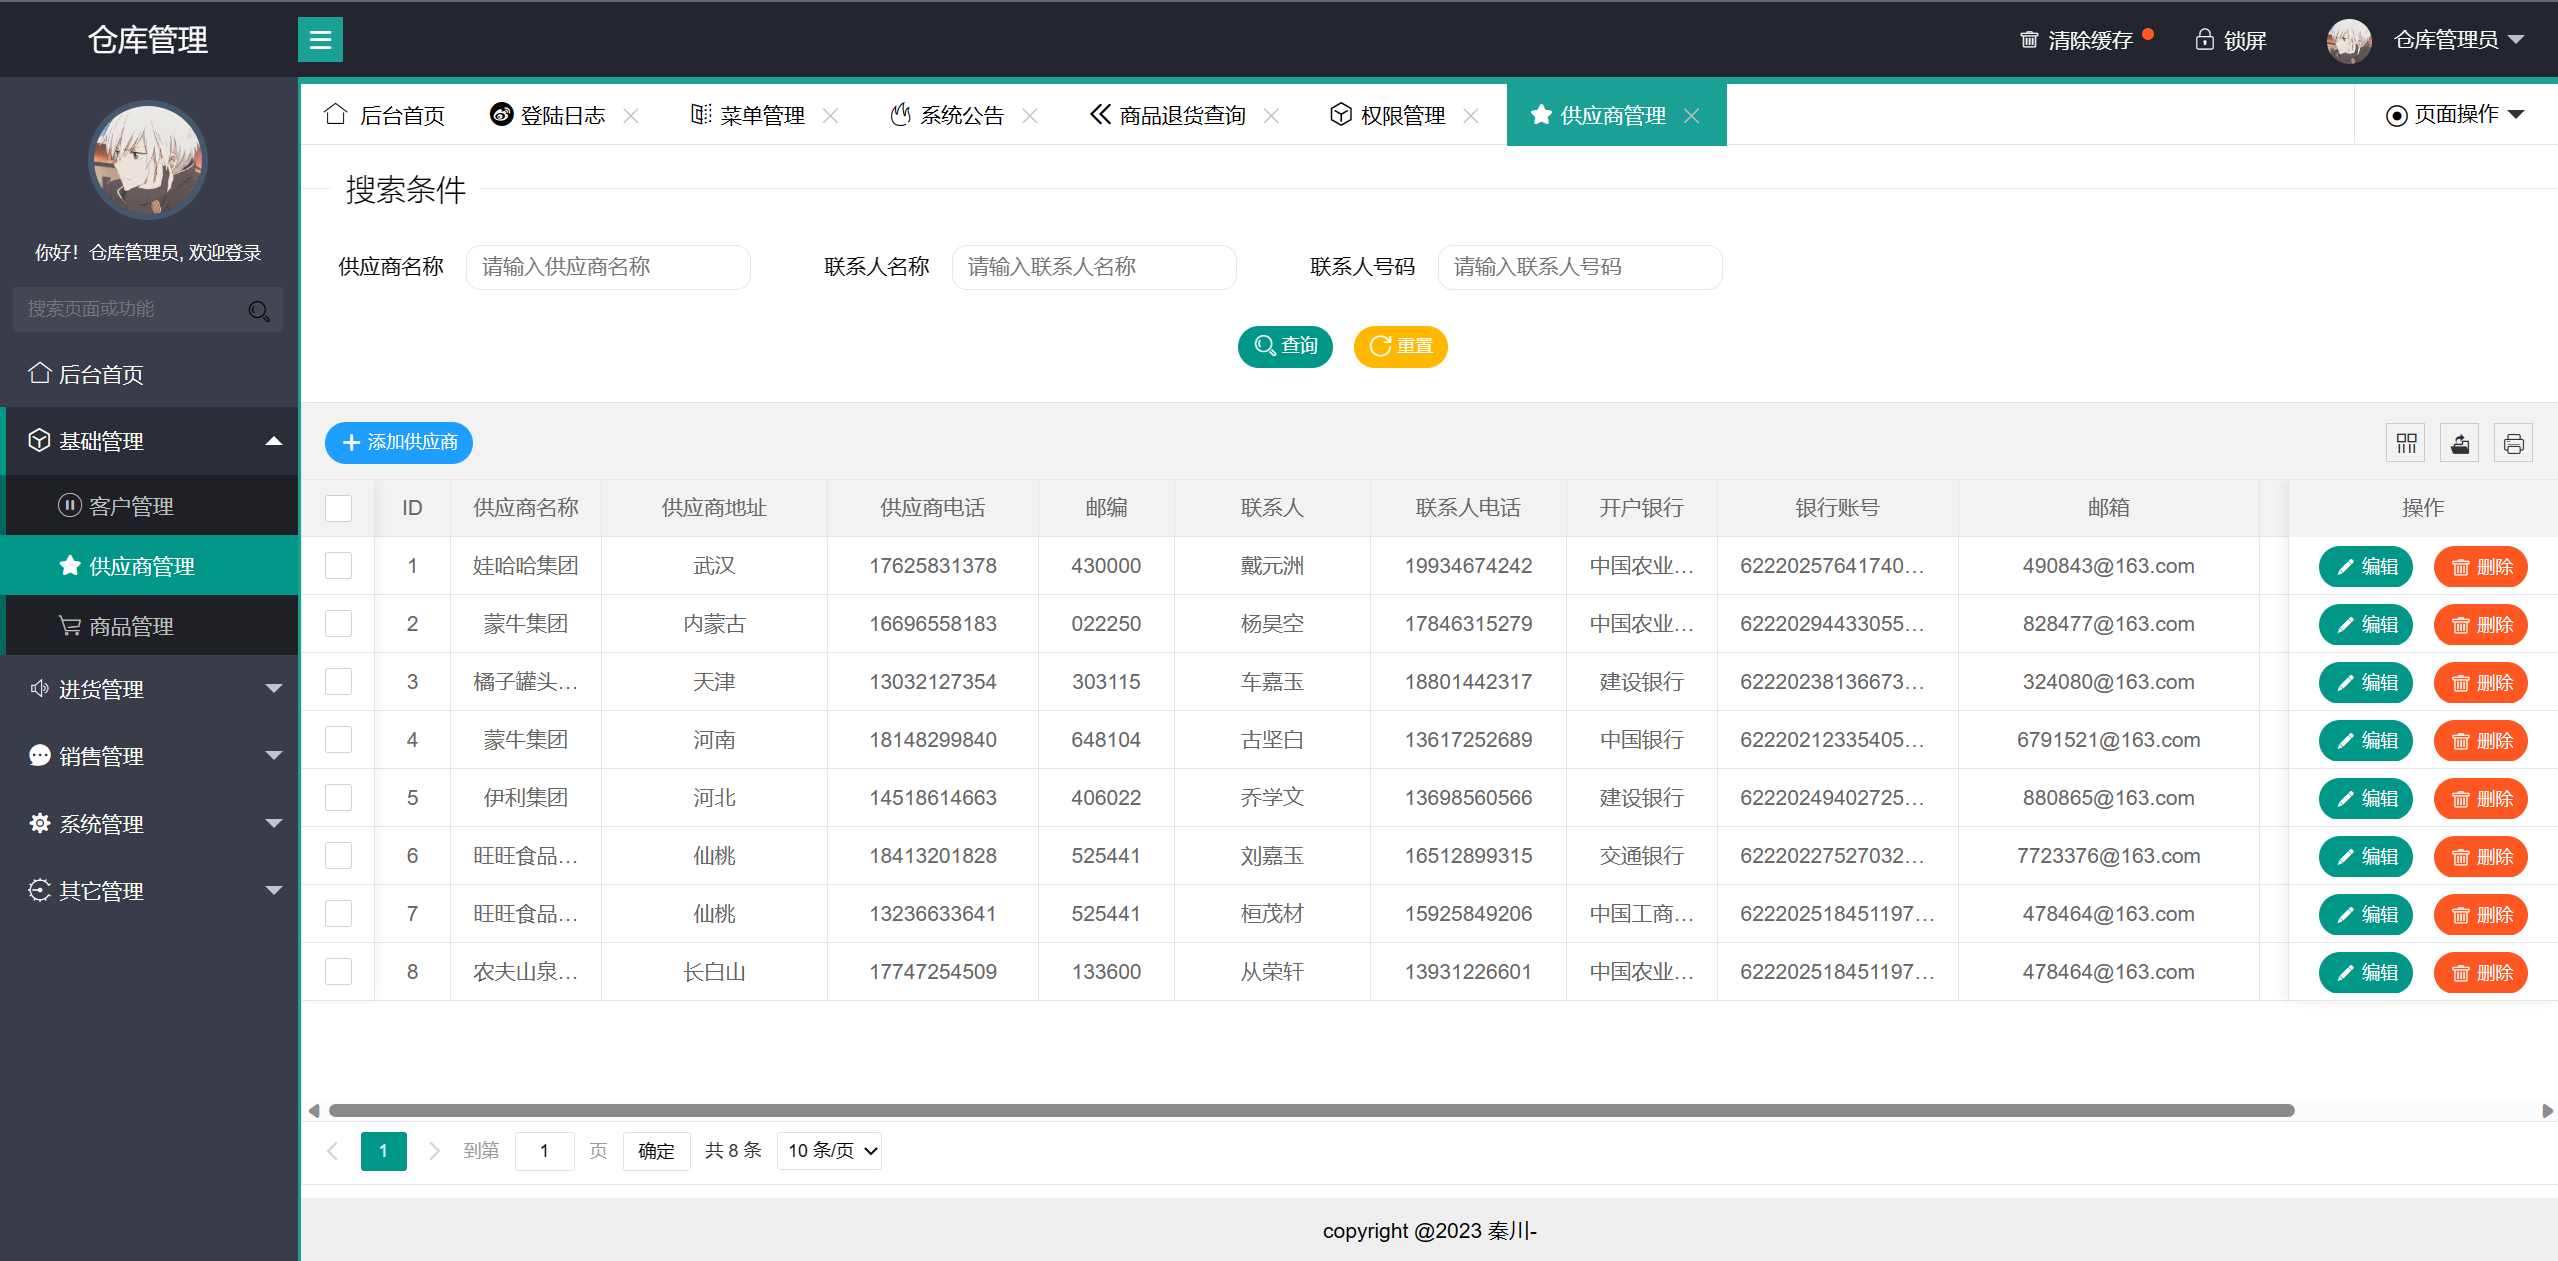 仓库管理
清除缓存 锁屏 仓库管理员
后台首页 登陆日志 菜单管理 系统公告 商品退货查询 权限管理 供应商管理 页面操作
你好！仓库管理员, 欢迎登录
搜索页面或功能
后台首页
基础管理
客户管理
供应商管理
商品管理
进货管理
销售管理
系统管理
其它管理
搜索条件
供应商名称 请输入供应商名称 联系人名称 请输入联系人名称 联系人号码 请输入联系人号码
查询 重置
添加供应商
ID 供应商名称 供应商地址 供应商电话 邮编 联系人 联系人电话 开户银行 银行账号 邮箱 操作
1 娃哈哈集团 武汉 17625831378 430000 戴元洲 19934674242 中国农业... 62220257641740... 490843@163.com 编辑 删除
2 蒙牛集团 内蒙古 16696558183 022250 杨昊空 17846315279 中国农业... 62220294433055... 828477@163.com 编辑 删除
3 橘子罐头... 天津 13032127354 303115 车嘉玉 18801442317 建设银行 62220238136673... 324080@163.com 编辑 删除
4 蒙牛集团 河南 18148299840 648104 古坚白 13617252689 中国银行 62220212335405... 6791521@163.com 编辑 删除
5 伊利集团 河北 14518614663 406022 乔学文 13698560566 建设银行 62220249402725... 880865@163.com 编辑 删除
6 旺旺食品... 仙桃 18413201828 525441 刘嘉玉 16512899315 交通银行 62220227527032... 7723376@163.com 编辑 删除
7 旺旺食品... 仙桃 13236633641 525441 桓茂材 15925849206 中国工商... 622202518451197... 478464@163.com 编辑 删除
8 农夫山泉... 长白山 17747254509 133600 从荣轩 13931226601 中国农业... 622202518451197... 478464@163.com 编辑 删除
1 到第 1 页 确定 共 8 条 10 条/页
copyright @2023 秦川-